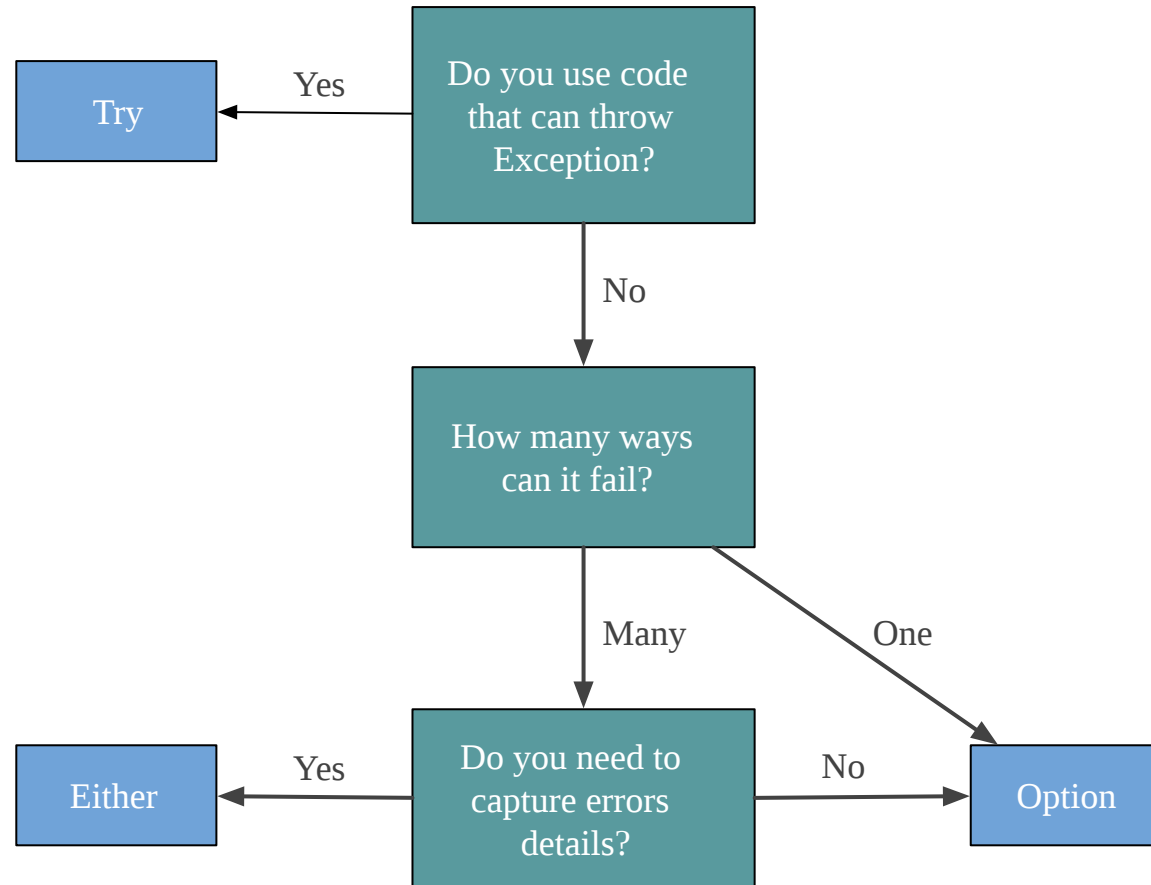 Do you use code
that can throw
Exception?
Yes
Try
No
How many ways
can it fail?
Many
One
Do you need to
capture errors
details?
Yes
Either
No
Option